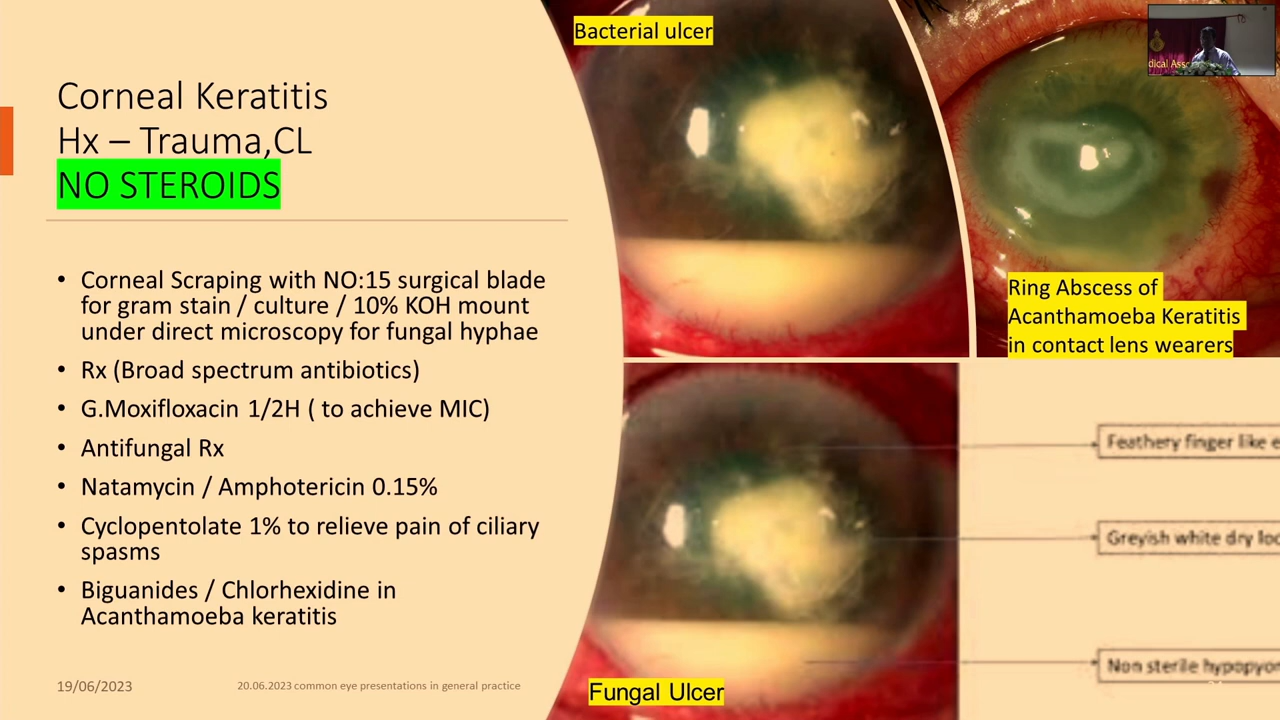 Corneal Keratitis
Hx – Trauma,CL
NO STEROIDS
• Corneal Scraping with NO:15 surgical blade
for gram stain / culture / 10% KOH mount
under direct microscopy for fungal hyphae
• Rx (Broad spectrum antibiotics)
• G.Moxifloxacin 1/2H ( to achieve MIC)
• Antifungal Rx
• Natamycin / Amphotericin 0.15%
• Cyclopentolate 1% to relieve pain of ciliary
spasms
• Biguanides / Chlorhexidine in
Acanthamoeba keratitis
19/06/2023
20.06.2023 common eye presentations in general practice
Bacterial ulcer
Ring Abscess of
Acanthamoeba Keratitis
in contact lens wearers
Feathery finger like
Greyish white dry
Non sterile hypopyon
Fungal Ulcer